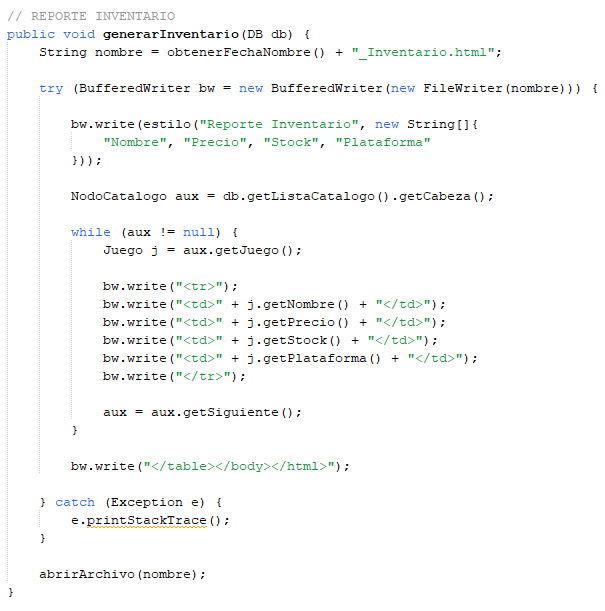 // REPORTE INVENTARIO
public void generarInventario(DB db) {
    String nombre = obtenerFechaNombre() + "_Inventario.html";

    try (BufferedWriter bw = new BufferedWriter(new FileWriter(nombre))) {

        bw.write(estilo("Reporte Inventario", new String[]{
            "Nombre", "Precio", "Stock", "Plataforma"
        }));

        NodoCatalogo aux = db.getListaCatalogo().getCabeza();

        while (aux != null) {
            Juego j = aux.getJuego();

            bw.write("<tr>");
            bw.write("<td>" + j.getNombre() + "</td>");
            bw.write("<td>" + j.getPrecio() + "</td>");
            bw.write("<td>" + j.getStock() + "</td>");
            bw.write("<td>" + j.getPlataforma() + "</td>");
            bw.write("</tr>");

            aux = aux.getSiguiente();
        }

        bw.write("</table></body></html>");

    } catch (Exception e) {
        e.printStackTrace();
    }

    abrirArchivo(nombre);
}